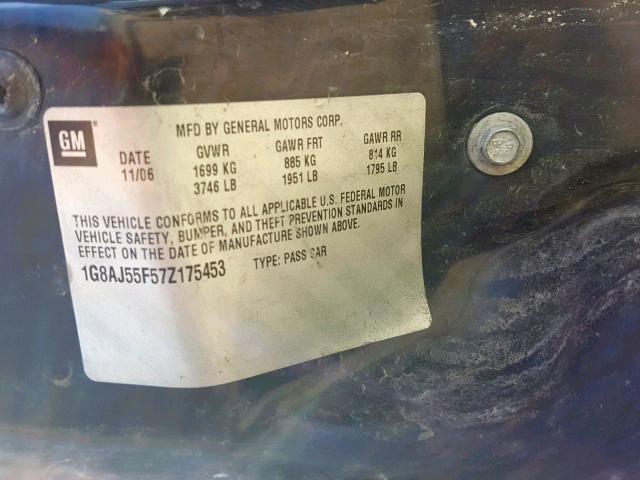 GM
MFD BY GENERAL MOTORS CORP.
DATE GVWR GAWR FRT GAWR RR
11/06 1699 KG 885 KG 814 KG
3746 LB 1951 LB 1795 LB
THIS VEHICLE CONFORMS TO ALL APPLICABLE U.S. FEDERAL MOTOR
VEHICLE SAFETY, BUMPER, AND THEFT PREVENTION STANDARDS IN
EFFECT ON THE DATE OF MANUFACTURE SHOWN ABOVE.
1G8AJ55F57Z175453 TYPE: PASS CAR